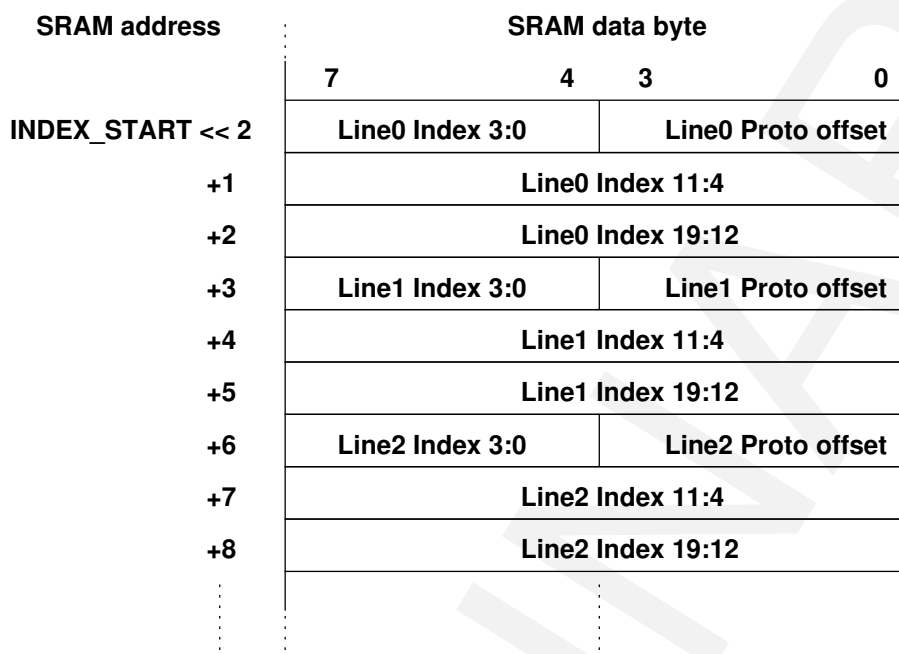 SRAM address SRAM data byte
7 4 3 0
INDEX_START << 2 Line0 Index 3:0 Line0 Proto offset
+1 Line0 Index 11:4
+2 Line0 Index 19:12
+3 Line1 Index 3:0 Line1 Proto offset
+4 Line1 Index 11:4
+5 Line1 Index 19:12
+6 Line2 Index 3:0 Line2 Proto offset
+7 Line2 Index 11:4
+8 Line2 Index 19:12